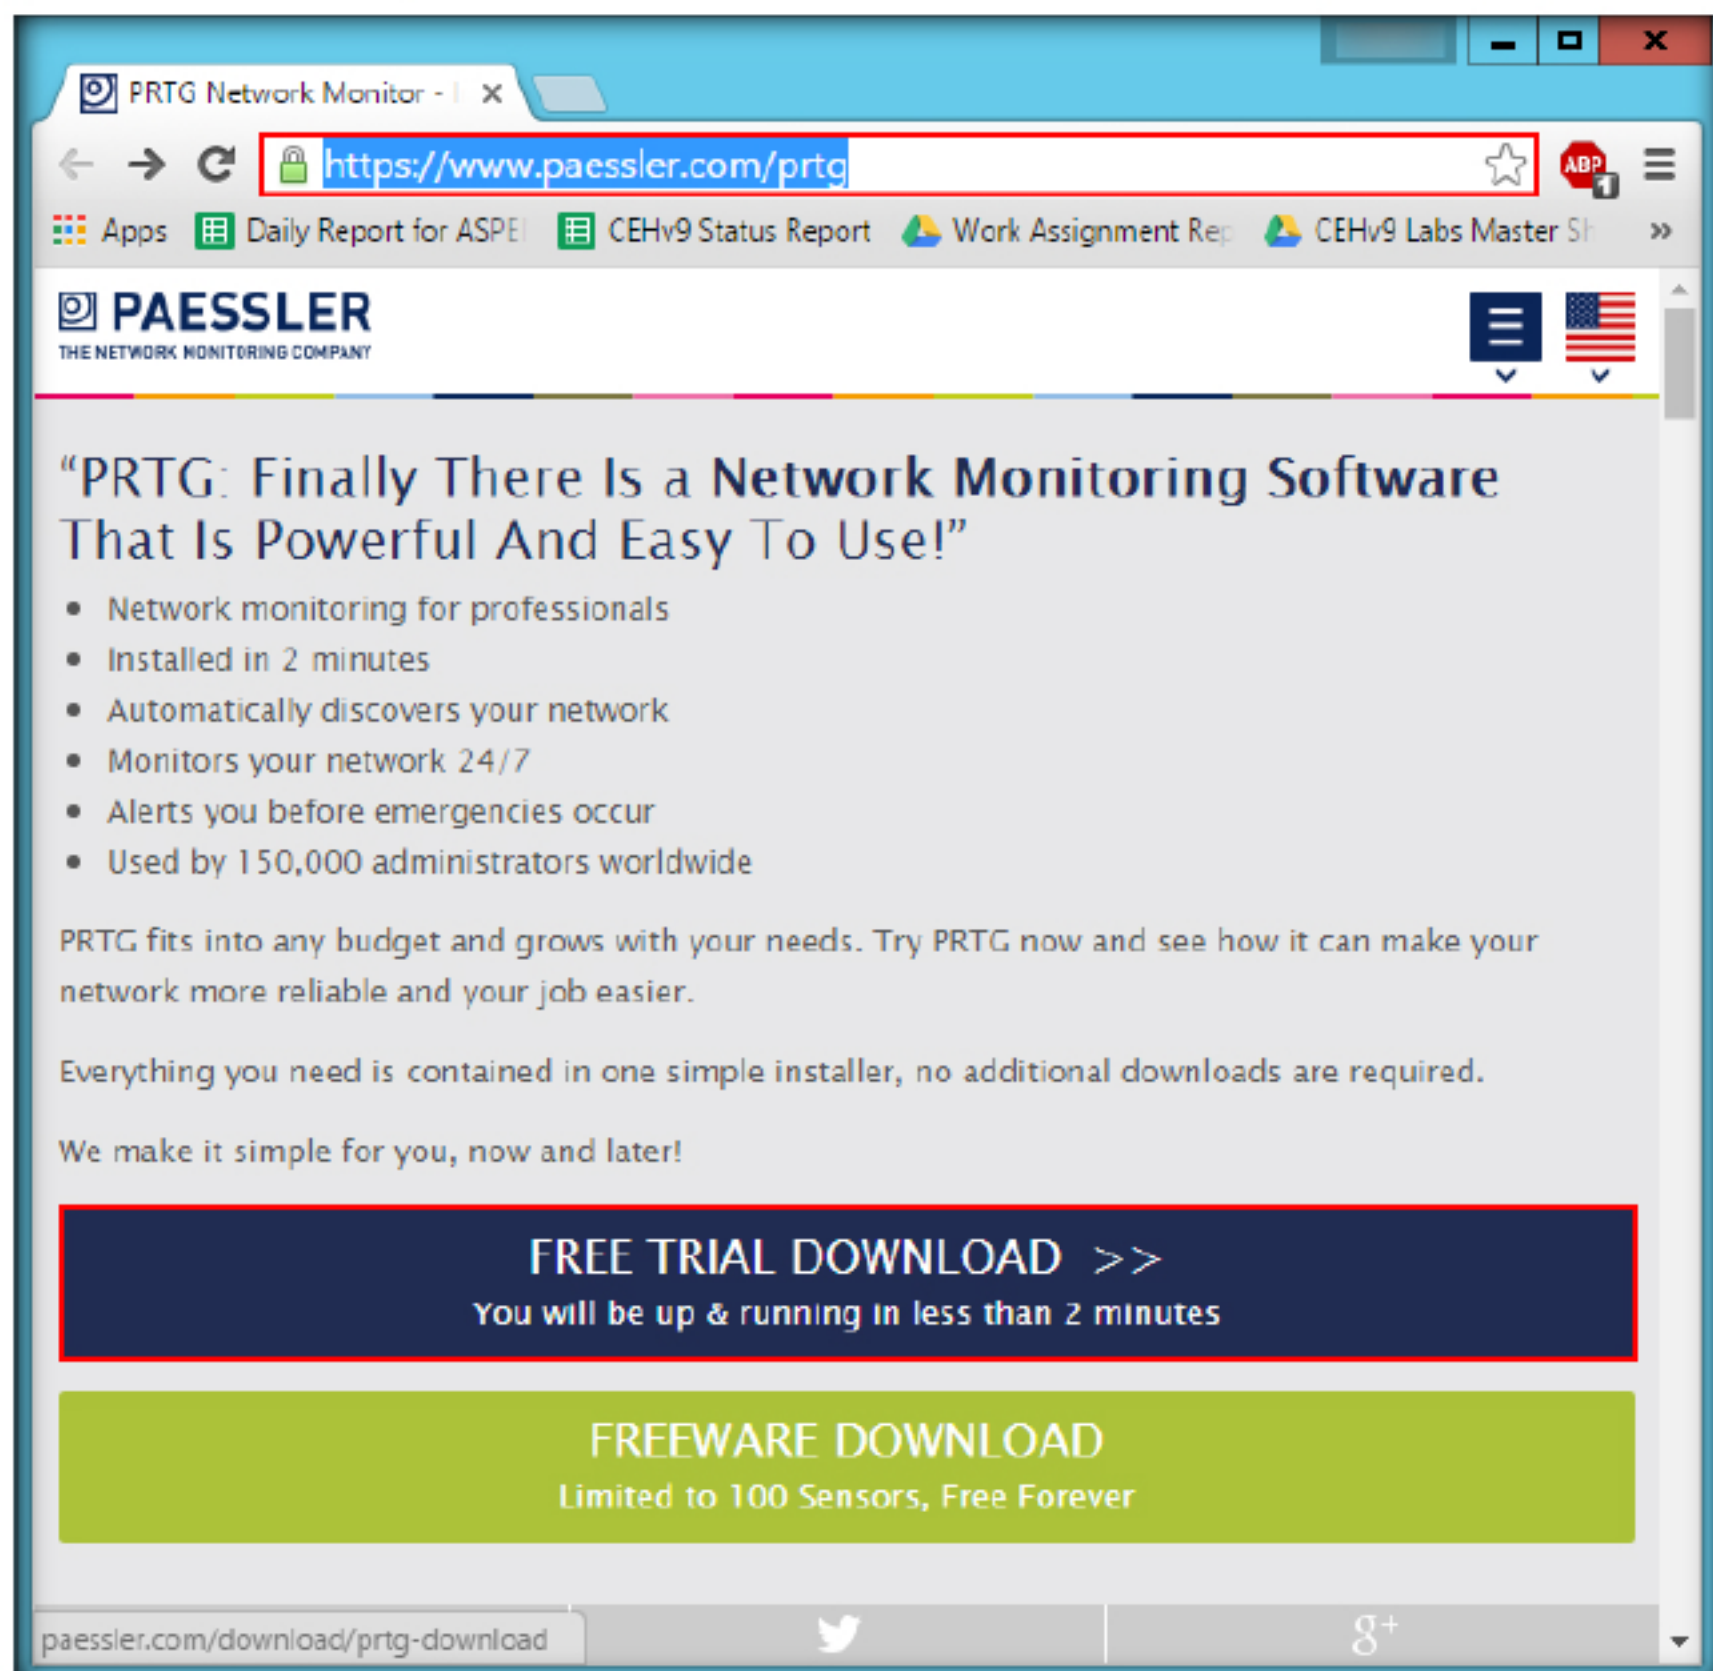 PRTG Network Monitor -
https://www.paessler.com/prtg
ABP
1
Apps
Daily Report for ASPE
CEHv9 Status Report
Work Assignment Rep
CEHv9 Labs Master Sh
»
PAESSLER
THE NETWORK MONITORING COMPANY
“PRTG: Finally There Is a Network Monitoring Software
That Is Powerful And Easy To Use!”
• Network monitoring for professionals
• Installed in 2 minutes
• Automatically discovers your network
• Monitors your network 24/7
• Alerts you before emergencies occur
• Used by 150,000 administrators worldwide
PRTG fits into any budget and grows with your needs. Try PRTG now and see how it can make your
network more reliable and your job easier.
Everything you need is contained in one simple installer, no additional downloads are required.
We make it simple for you, now and later!
FREE TRIAL DOWNLOAD >>
You will be up & running in less than 2 minutes
FREEWARE DOWNLOAD
Limited to 100 Sensors, Free Forever
paessler.com/download/prtg-download
g+